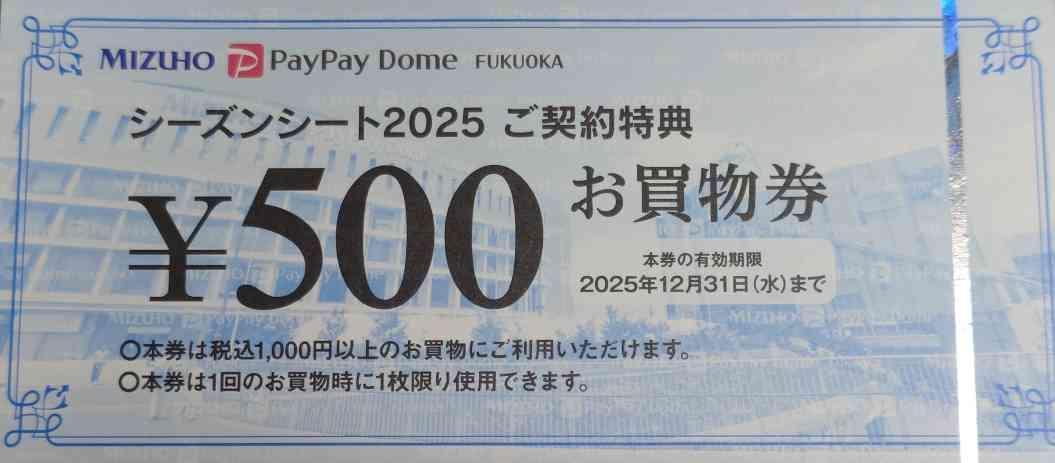 MIZUHO PayPay Dome FUKUOKA
シーズンシート2025 ご契約特典
¥500 お買物券
本券の有効期限
2025年12月31日(水)まで
○本券は税込1,000円以上のお買物にご利用いただけます。
○本券は1回のお買物時に1枚限り使用できます。